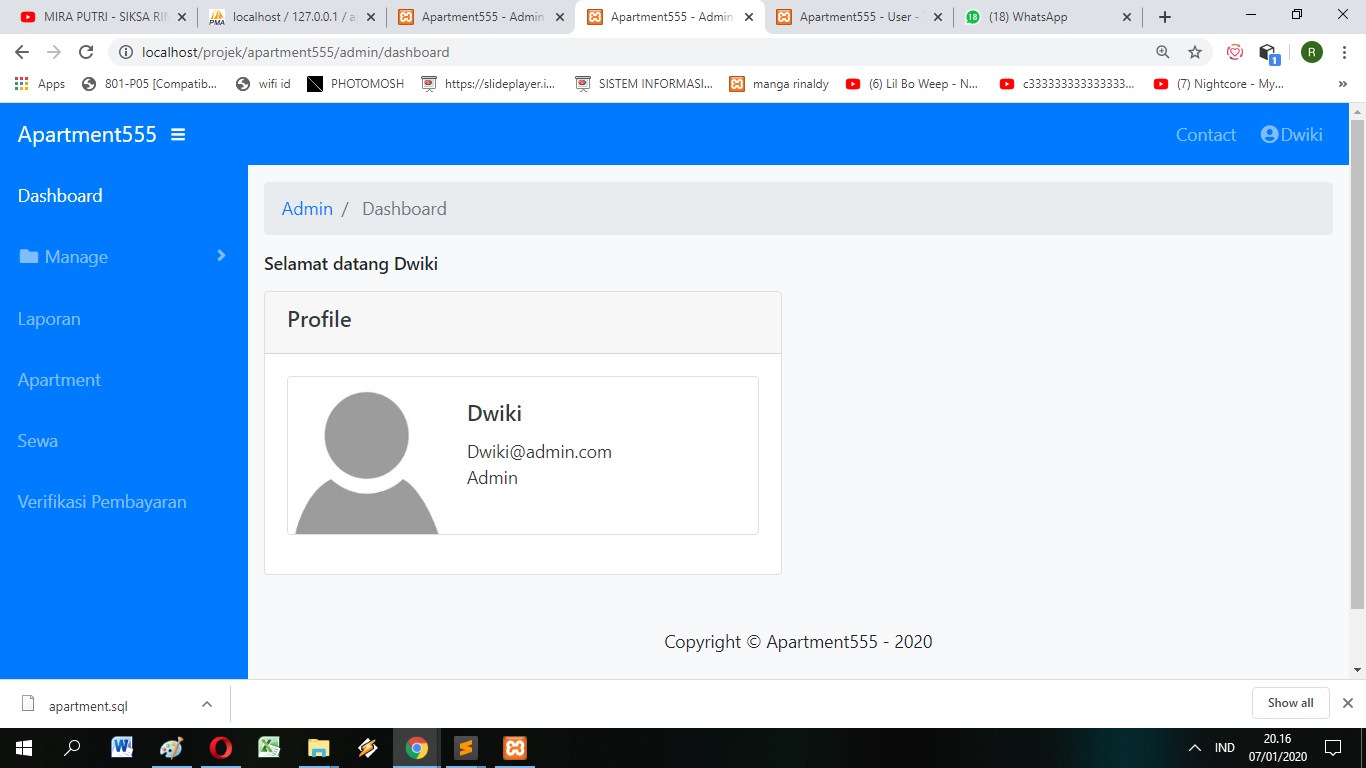 MIRA PUTRI - SIKSA RIN
localhost / 127.0.0.1 / a
Apartment555 - Admin
Apartment555 - Admin
Apartment555 - User -
(18) WhatsApp
localhost/projek/apartment555/admin/dashboard
R
1
Apps
801-P05 [Compatib...
wifi id
PHOTOMOSH
https://slideplayer.i...
SISTEM INFORMASI...
manga rinaldy
(6) Lil Bo Weep - N...
c333333333333333...
(7) Nightcore - My...
»
Apartment555
Contact
Dwiki
Dashboard
Manage
Laporan
Apartment
Sewa
Verifikasi Pembayaran
Admin / Dashboard
Selamat datang Dwiki
Profile
Dwiki
Dwiki@admin.com
Admin
Copyright © Apartment555 - 2020
apartment.sql
Show all
IND
20.16
07/01/2020